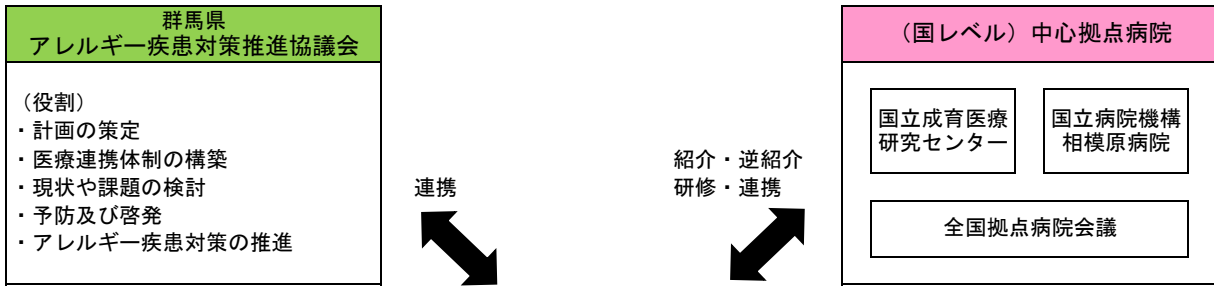 群馬県
アレルギー疾患対策推進協議会
（役割）
・計画の策定
・医療連携体制の構築
・現状や課題の検討
・予防及び啓発
・アレルギー疾患対策の推進
連携
紹介・逆紹介
研修・連携
（国レベル）中心拠点病院
国立成育医療
研究センター
国立病院機構
相模原病院
全国拠点病院会議